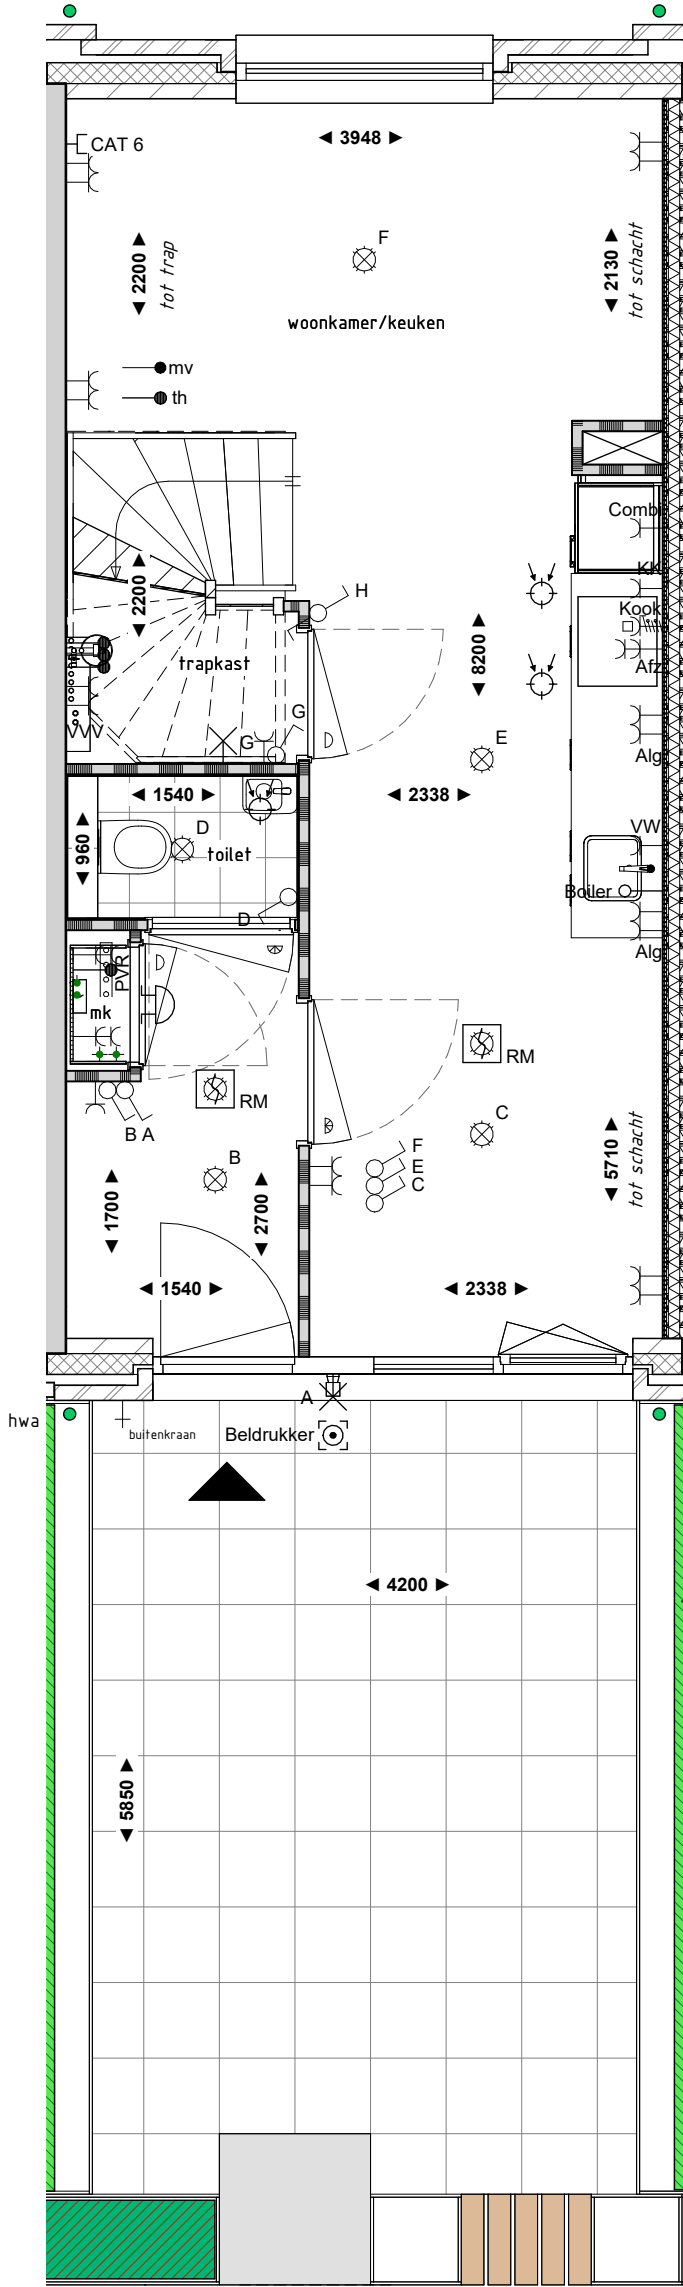 CAT 6
◄ 3948 ►
F
◄ 2200 ►
tot trap
◄ 2130 ►
tot schacht
woonkamer/keuken
mv
th
Combi
KK
Kook
Afz
◄ 2200 ►
H
trapkast
◄ 8200 ►
G
G
VVV
E
Alg
◄ 1540 ►
◄ 2338 ►
◄ 960 ►
D
toilet
VW
Boiler
D
Alg
PVR
mk
RM
RM
B A
C
B
F
E
C
◄ 1700 ►
◄ 2700 ►
◄ 5710 ►
tot schacht
◄ 1540 ►
◄ 2338 ►
A
hwa
buitenkraan
Beldrukker
◄ 4200 ►
◄ 5850 ►